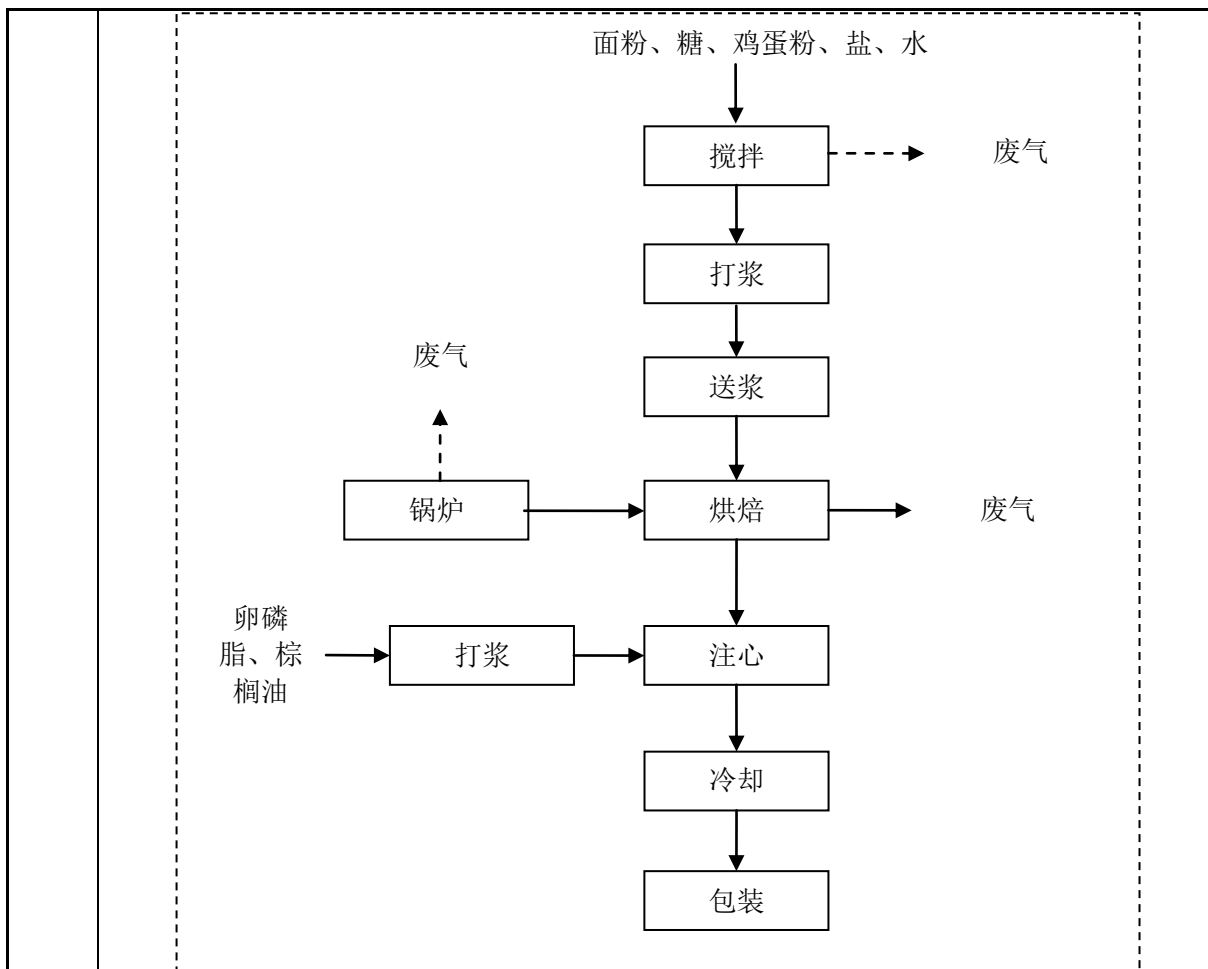 面粉、糖、鸡蛋粉、盐、水
搅拌
废气
打浆
废气
送浆
锅炉
烘焙
废气
卵磷
脂、棕
榈油
打浆
注心
冷却
包装